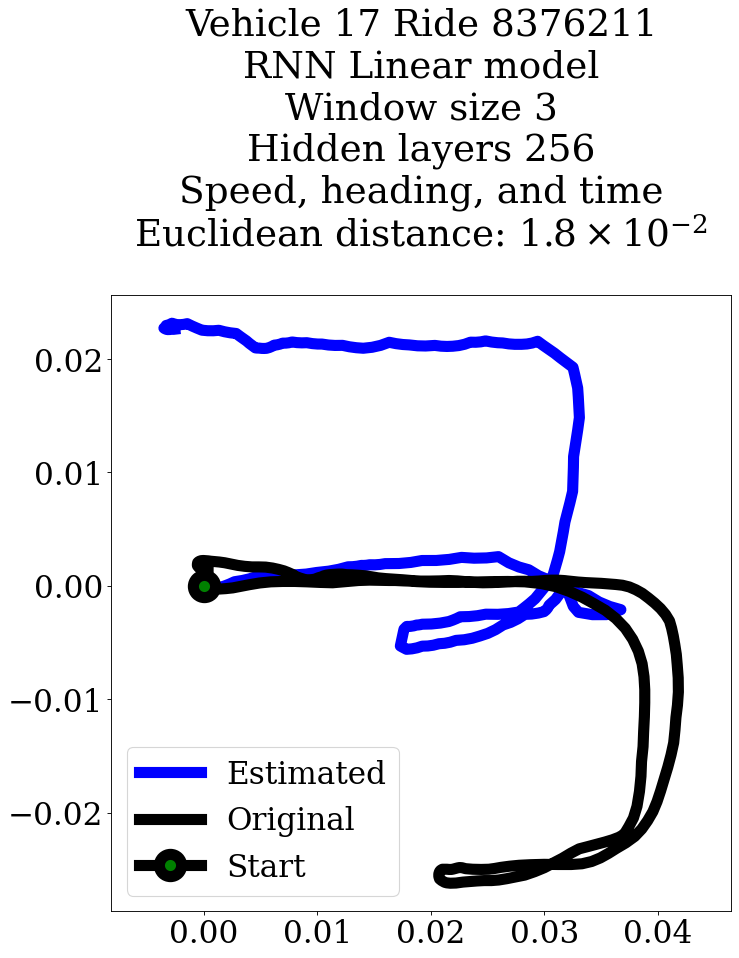 Vehicle 17 Ride 8376211
RNN Linear model
Window size 3
Hidden layers 256
Speed, heading, and time
Euclidean distance: 1.8 × 10⁻²
0.02
0.01
0.00
−0.01
−0.02
Estimated
Original
Start
0.00 0.01 0.02 0.03 0.04